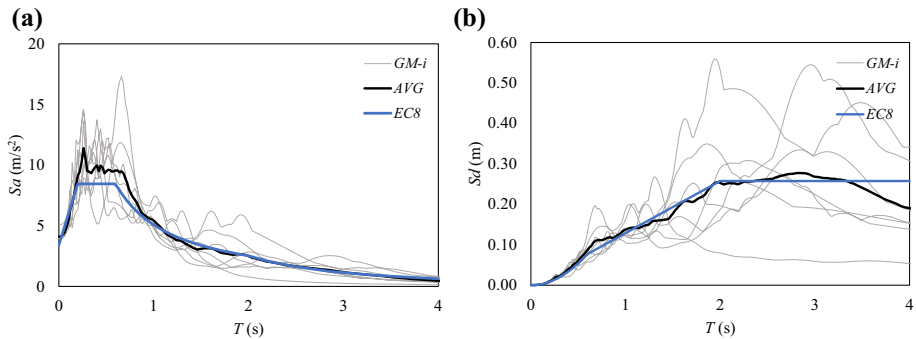 (a)
20
15
10
5
0
Sa (m/s²)
GM-i
AVG
EC8
0 1 2 3 4
T (s)
(b)
0.60
0.50
0.40
0.30
0.20
0.10
0.00
Sd (m)
GM-i
AVG
EC8
0 1 2 3 4
T (s)